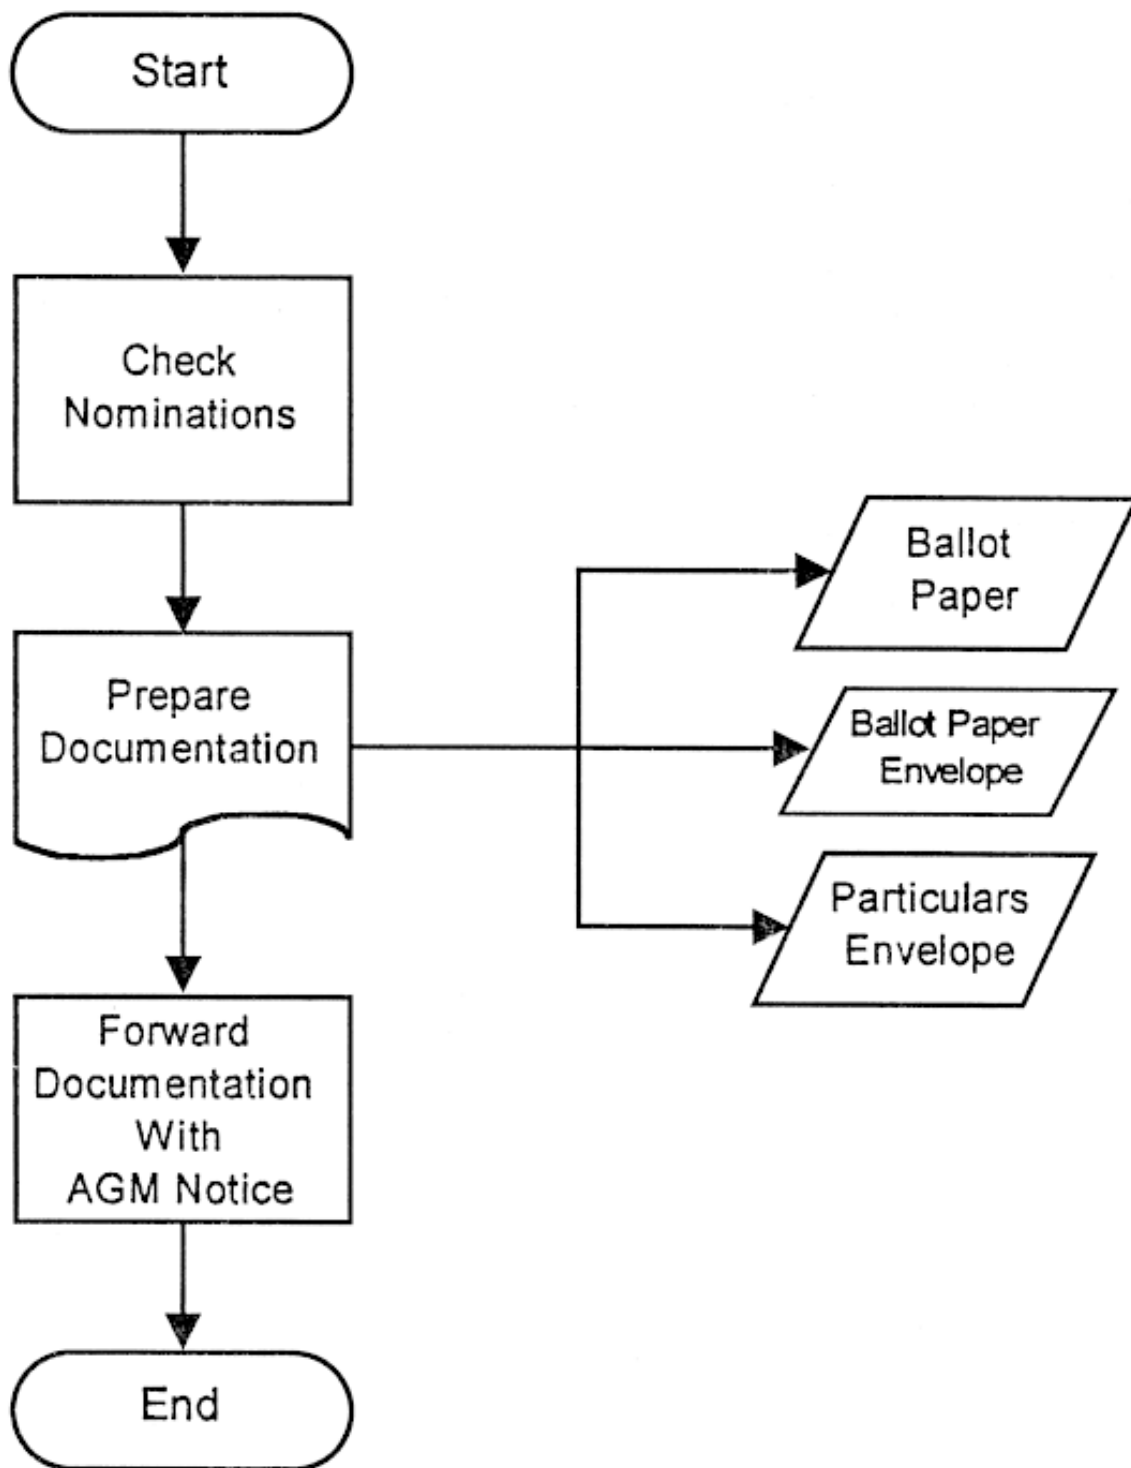 Start
Check
Nominations
Prepare
Documentation
Ballot
Paper
Ballot Paper
Envelope
Particulars
Envelope
Forward
Documentation
With
AGM Notice
End